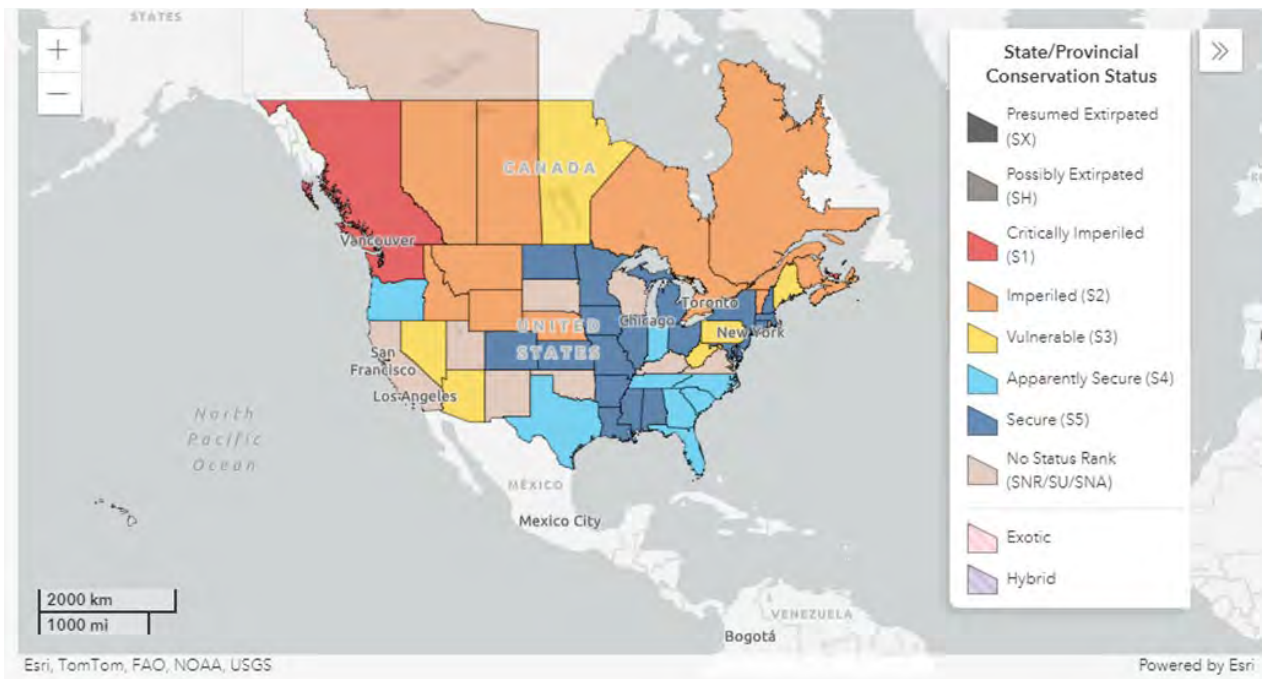 STATES
+
−
CANADA
Vancouver
Toronto
Chicago
New York
UNITED
STATES
San
Francisco
Los Angeles
North
Pacific
Ocean
MÉXICO
Mexico City
VENEZUELA
Bogotá
2000 km
1000 mi
State/Provincial
Conservation Status
Presumed Extirpated
(SX)
Possibly Extirpated
(SH)
Critically Imperiled
(S1)
Imperiled (S2)
Vulnerable (S3)
Apparently Secure (S4)
Secure (S5)
No Status Rank
(SNR/SU/SNA)
Exotic
Hybrid
Esri, TomTom, FAO, NOAA, USGS
Powered by Esri